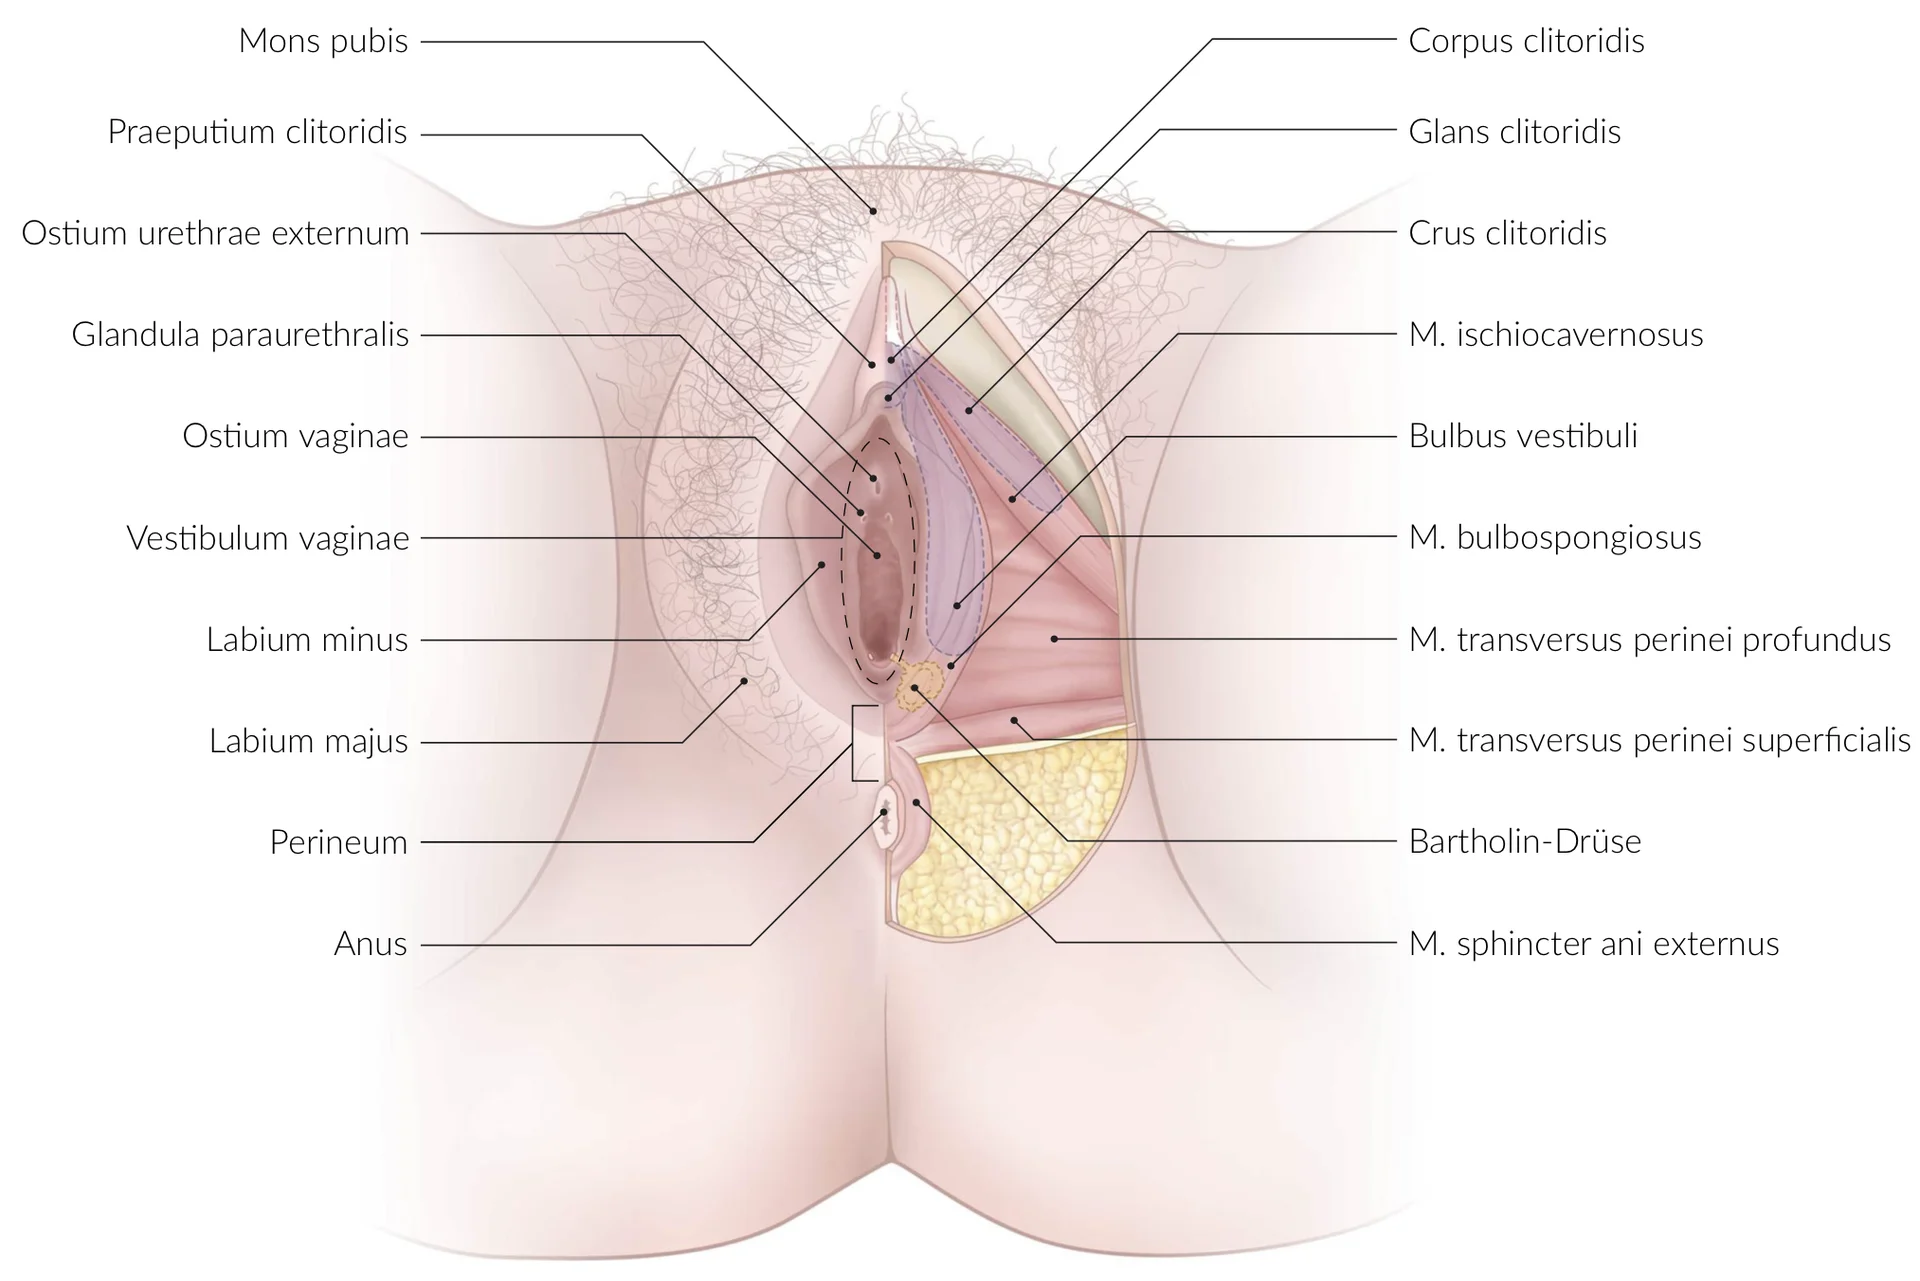 Mons pubis
Praeputium clitoridis
Ostium urethrae externum
Glandula paraurethralis
Ostium vaginae
Vestibulum vaginae
Labium minus
Labium majus
Perineum
Anus
Corpus clitoridis
Glans clitoridis
Crus clitoridis
M. ischiocavernosus
Bulbus vestibuli
M. bulbospongiosus
M. transversus perinei profundus
M. transversus perinei superficialis
Bartholin-Drüse
M. sphincter ani externus